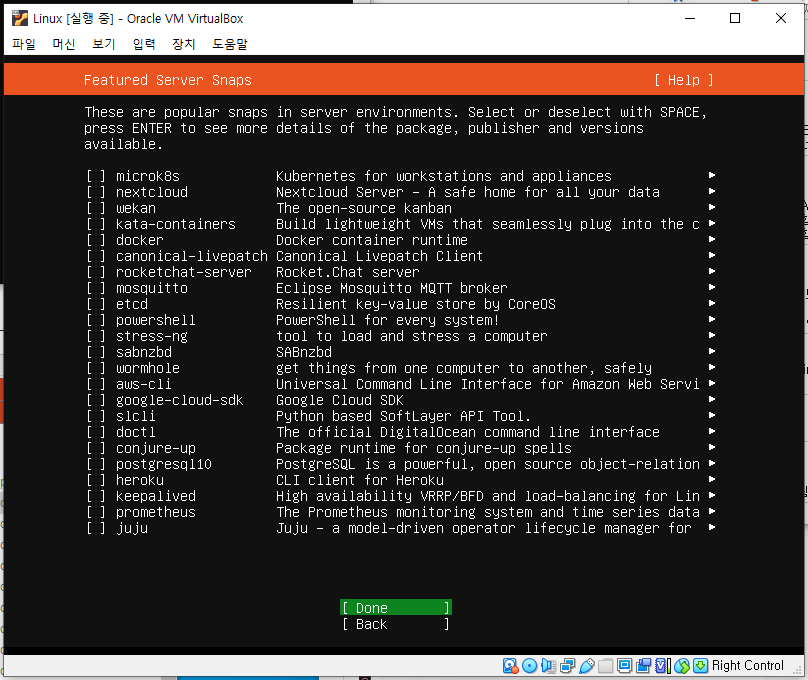 Linux [실행 중] - Oracle VM VirtualBox
파일 머신 보기 입력 장치 도움말
Featured Server Snaps [ Help ]
These are popular snaps in server environments. Select or deselect with SPACE,
press ENTER to see more details of the package, publisher and versions
available.
[ ] microk8s Kubernetes for workstations and appliances ▸
[ ] nextcloud Nextcloud Server - A safe home for all your data ▸
[ ] wekan The open-source kanban ▸
[ ] kata-containers Build lightweight VMs that seamlessly plug into the c ▸
[ ] docker Docker container runtime ▸
[ ] canonical-livepatch Canonical Livepatch Client ▸
[ ] rocketchat-server Rocket.Chat server ▸
[ ] mosquitto Eclipse Mosquitto MQTT broker ▸
[ ] etcd Resilient key-value store by CoreOS ▸
[ ] powershell PowerShell for every system! ▸
[ ] stress-ng tool to load and stress a computer ▸
[ ] sabnzbd SABnzbd ▸
[ ] wormhole get things from one computer to another, safely ▸
[ ] aws-cli Universal Command Line Interface for Amazon Web Servi ▸
[ ] google-cloud-sdk Google Cloud SDK ▸
[ ] slcli Python based SoftLayer API Tool. ▸
[ ] doctl The official DigitalOcean command line interface ▸
[ ] conjure-up Package runtime for conjure-up spells ▸
[ ] postgresql10 PostgreSQL is a powerful, open source object-relation ▸
[ ] heroku CLI client for Heroku ▸
[ ] keepalived High availability VRRP/BFD and load-balancing for Lin ▸
[ ] prometheus The Prometheus monitoring system and time series data ▸
[ ] juju Juju - a model-driven operator lifecycle manager for ▸
[ Done ]
[ Back ]
Right Control